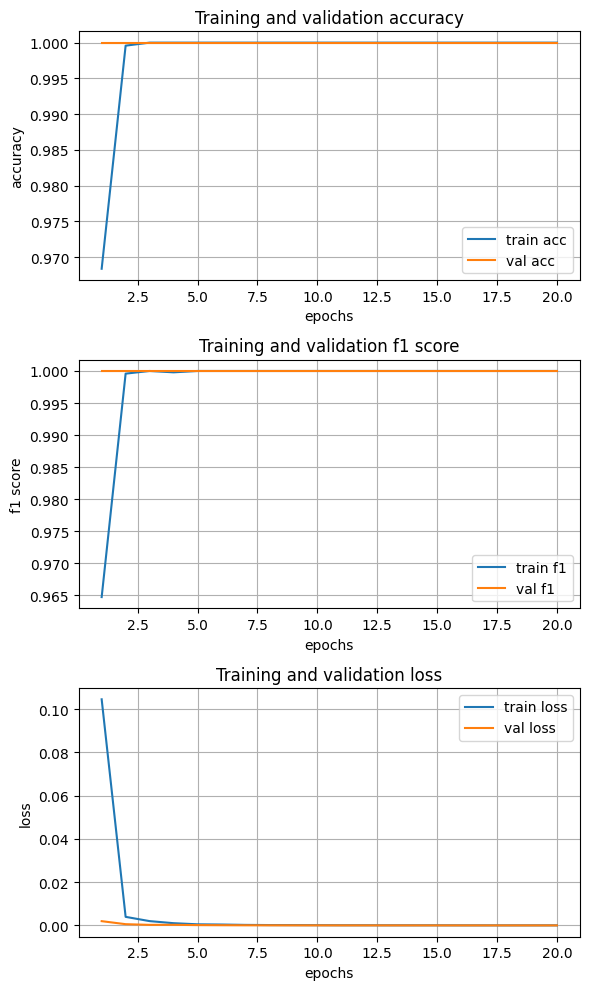 Training and validation accuracy
1.000
0.995
0.990
0.985
0.980
0.975
0.970
accuracy
train acc
val acc
2.5 5.0 7.5 10.0 12.5 15.0 17.5 20.0
epochs
Training and validation f1 score
1.000
0.995
0.990
0.985
0.980
0.975
0.970
0.965
f1 score
train f1
val f1
2.5 5.0 7.5 10.0 12.5 15.0 17.5 20.0
epochs
Training and validation loss
0.10
0.08
0.06
0.04
0.02
0.00
loss
train loss
val loss
2.5 5.0 7.5 10.0 12.5 15.0 17.5 20.0
epochs